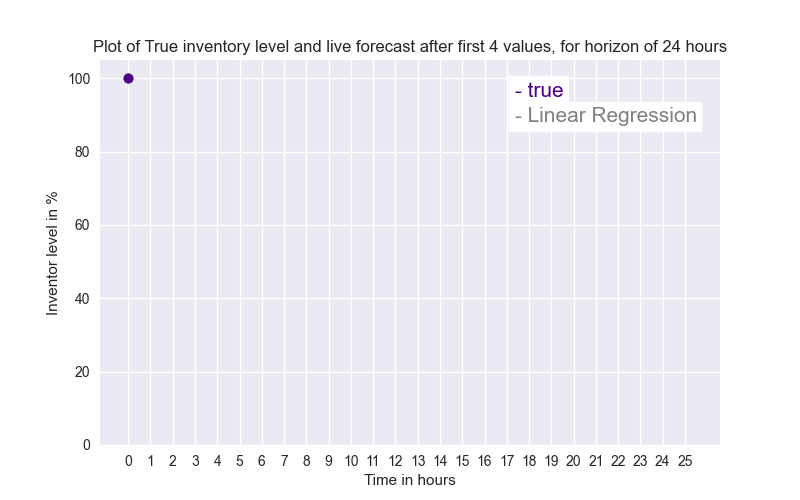 Plot of True inventory level and live forecast after first 4 values, for horizon of 24 hours
- true
- Linear Regression
100
80
60
40
20
0
Inventor level in %
0 1 2 3 4 5 6 7 8 9 10 11 12 13 14 15 16 17 18 19 20 21 22 23 24 25
Time in hours